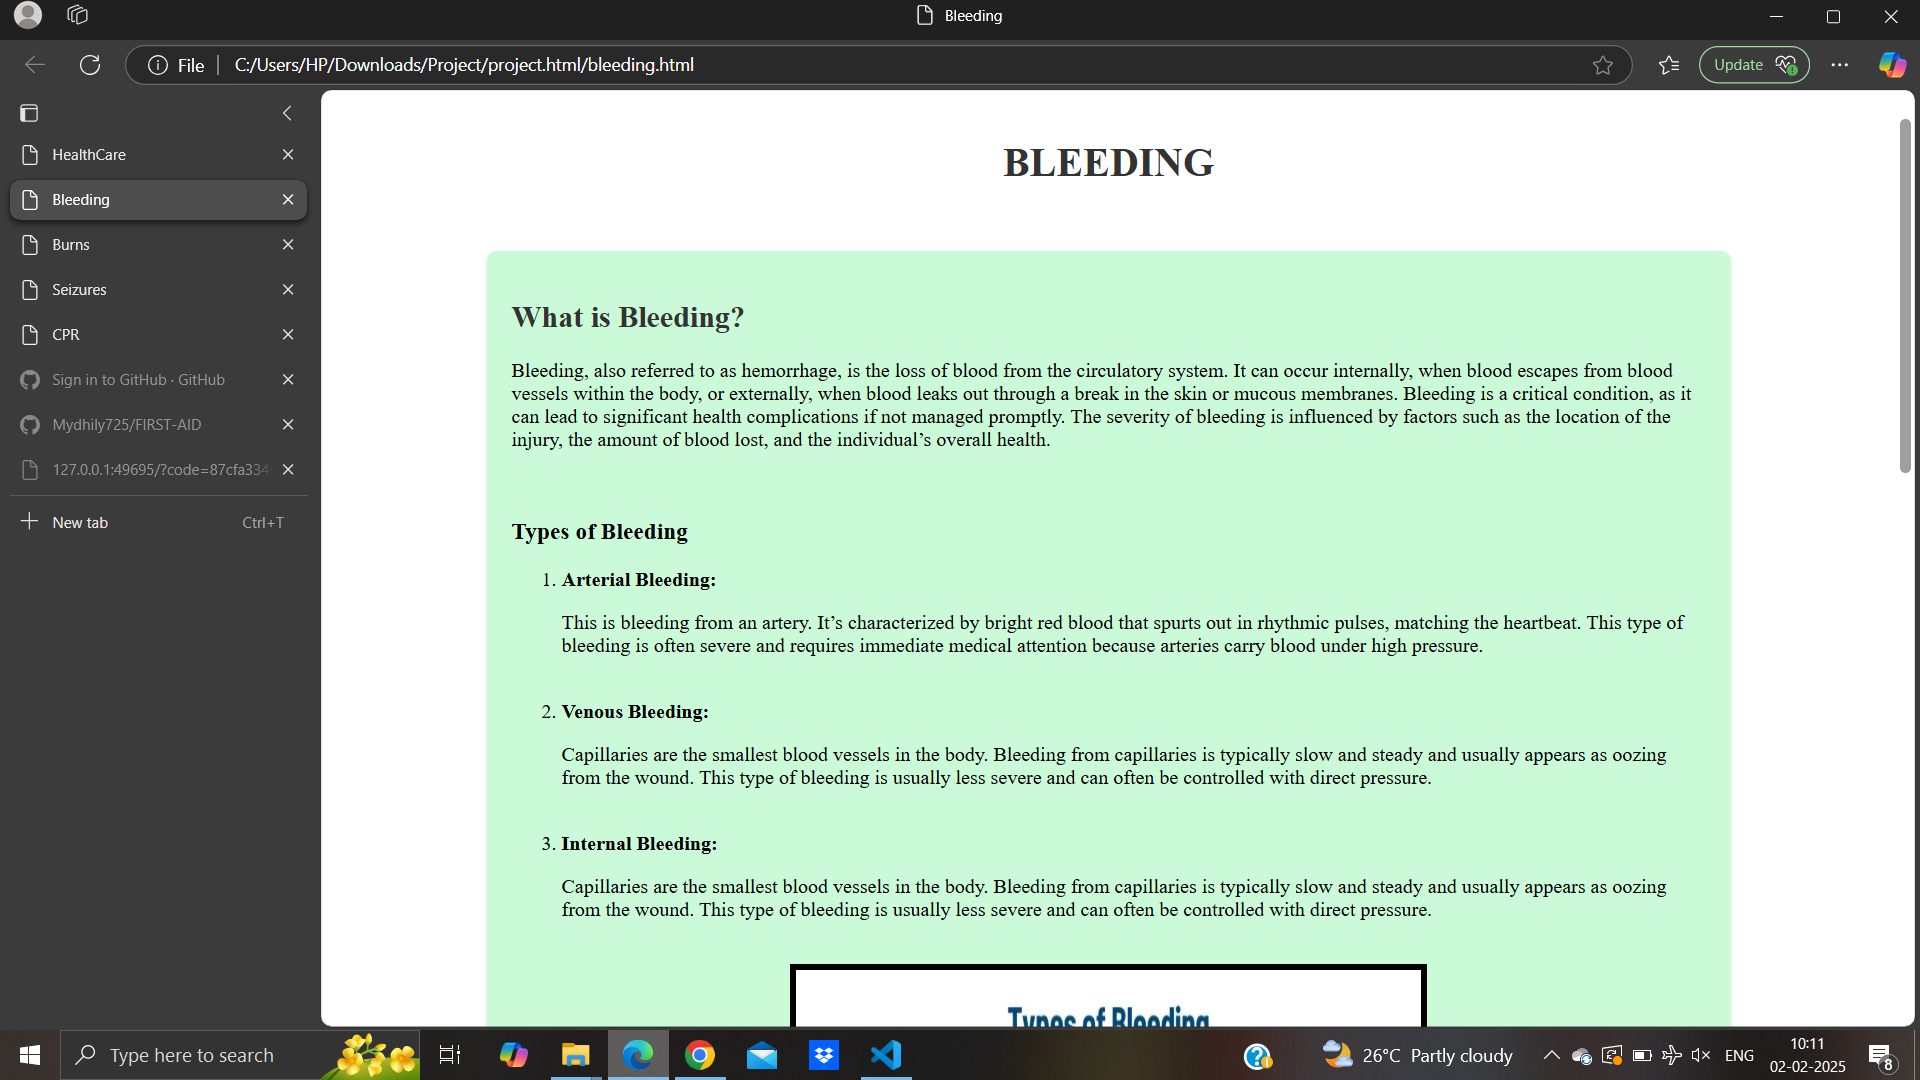 Bleeding
File
C:/Users/HP/Downloads/Project/project.html/bleeding.html
Update
HealthCare
Bleeding
Burns
Seizures
CPR
Sign in to GitHub · GitHub
Mydhily725/FIRST-AID
127.0.0.1:49695/?code=87cfa334
New tab Ctrl+T
BLEEDING
What is Bleeding?
Bleeding, also referred to as hemorrhage, is the loss of blood from the circulatory system. It can occur internally, when blood escapes from blood
vessels within the body, or externally, when blood leaks out through a break in the skin or mucous membranes. Bleeding is a critical condition, as it
can lead to significant health complications if not managed promptly. The severity of bleeding is influenced by factors such as the location of the
injury, the amount of blood lost, and the individual’s overall health.
Types of Bleeding
1. Arterial Bleeding:
This is bleeding from an artery. It’s characterized by bright red blood that spurts out in rhythmic pulses, matching the heartbeat. This type of
bleeding is often severe and requires immediate medical attention because arteries carry blood under high pressure.
2. Venous Bleeding:
Capillaries are the smallest blood vessels in the body. Bleeding from capillaries is typically slow and steady and usually appears as oozing
from the wound. This type of bleeding is usually less severe and can often be controlled with direct pressure.
3. Internal Bleeding:
Capillaries are the smallest blood vessels in the body. Bleeding from capillaries is typically slow and steady and usually appears as oozing
from the wound. This type of bleeding is usually less severe and can often be controlled with direct pressure.
Types of Bleeding
Type here to search
26°C Partly cloudy
ENG
10:11
02-02-2025
8